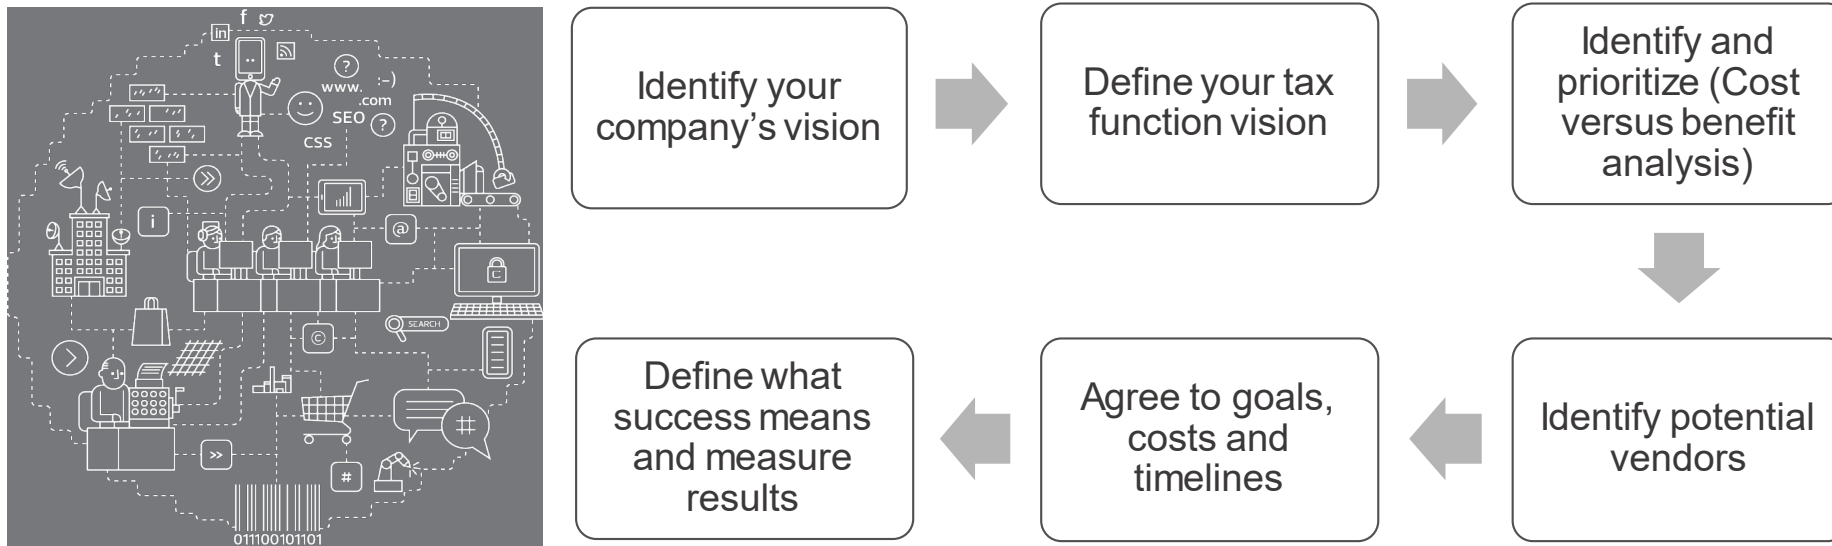 f
in
t
?
www. :-)
.com
SEO
?
css
i
@
C
SEARCH
©
#
#
011100101101
Identify your
company’s vision
Define your tax
function vision
Identify and
prioritize (Cost
versus benefit
analysis)
Identify potential
vendors
Agree to goals,
costs and
timelines
Define what
success means
and measure
results